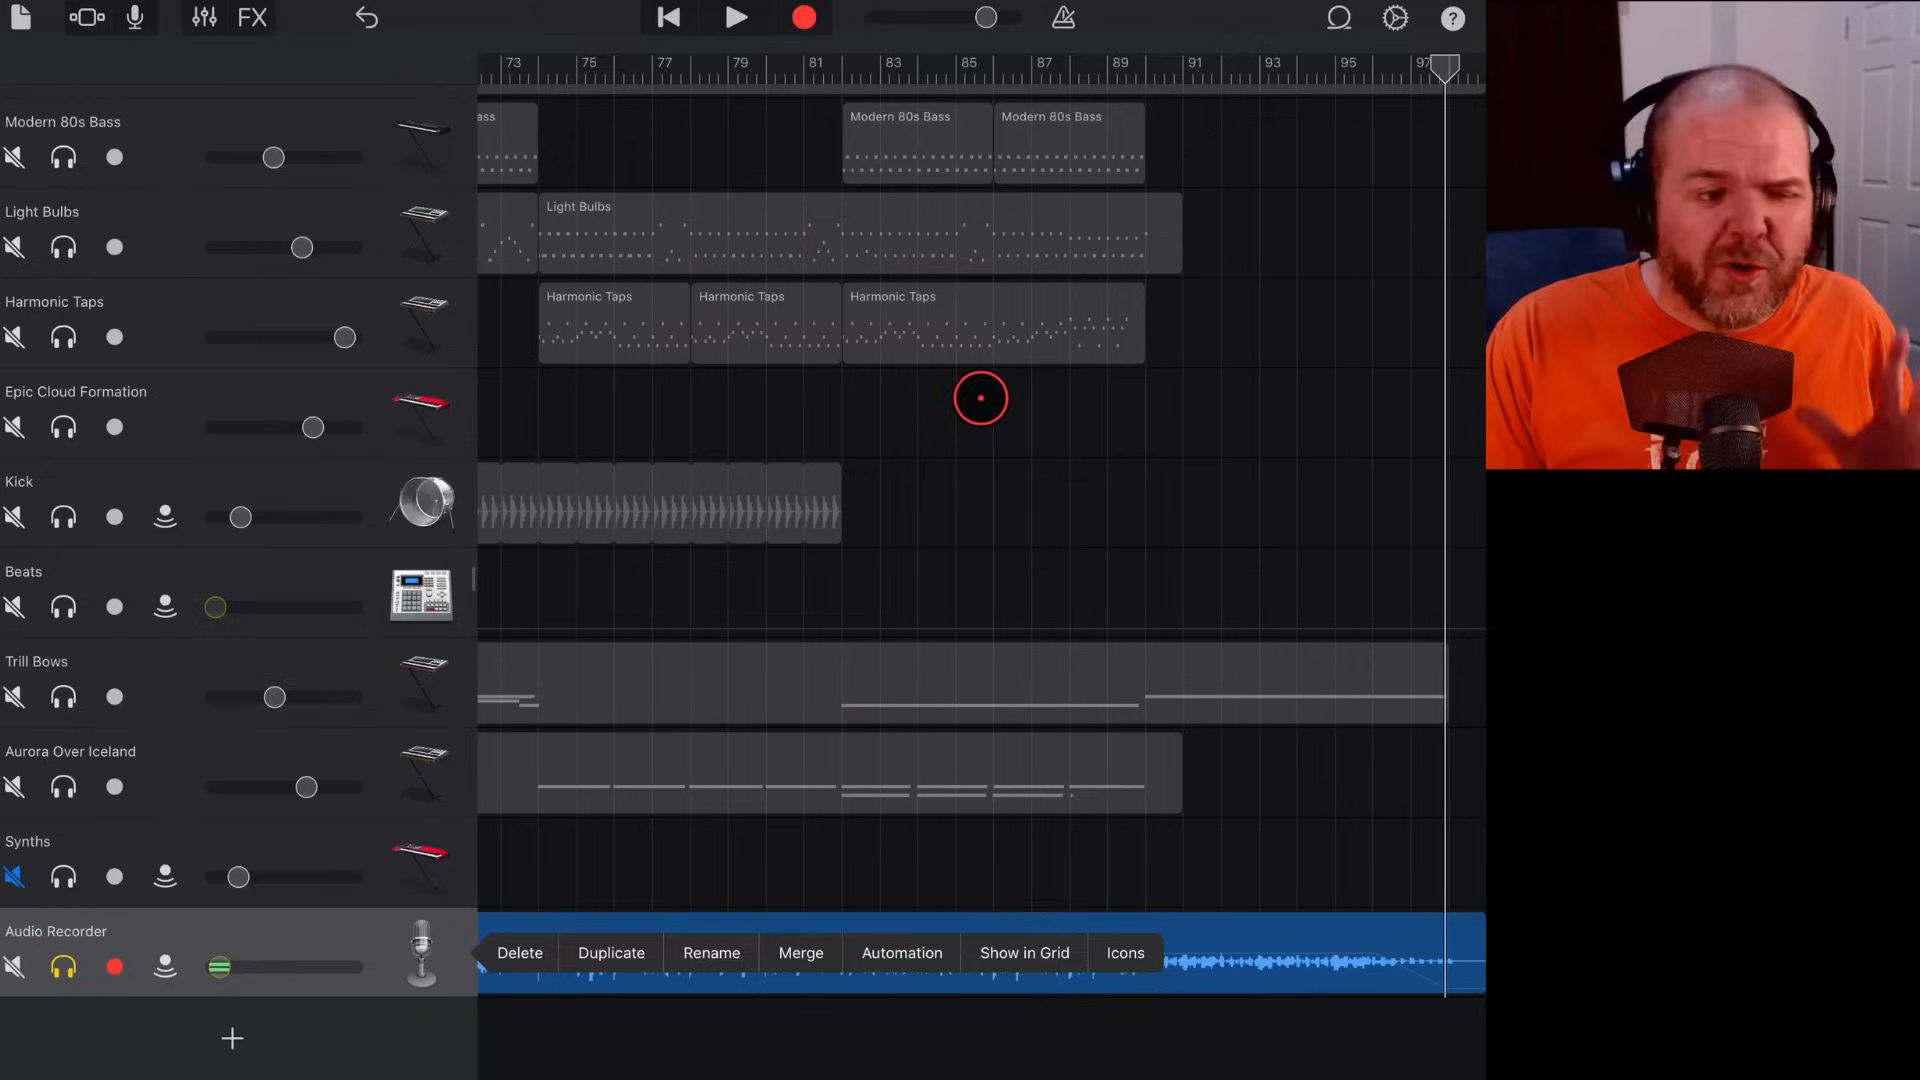 FX
?
73 75 77 79 81 83 85 87 89 91 93 95 97
Modern 80s Bass
ass
Modern 80s Bass
Modern 80s Bass
Light Bulbs
Light Bulbs
Harmonic Taps
Harmonic Taps
Harmonic Taps
Harmonic Taps
Epic Cloud Formation
Kick
Beats
Trill Bows
Aurora Over Iceland
Synths
Audio Recorder
Delete Duplicate Rename Merge Automation Show in Grid Icons